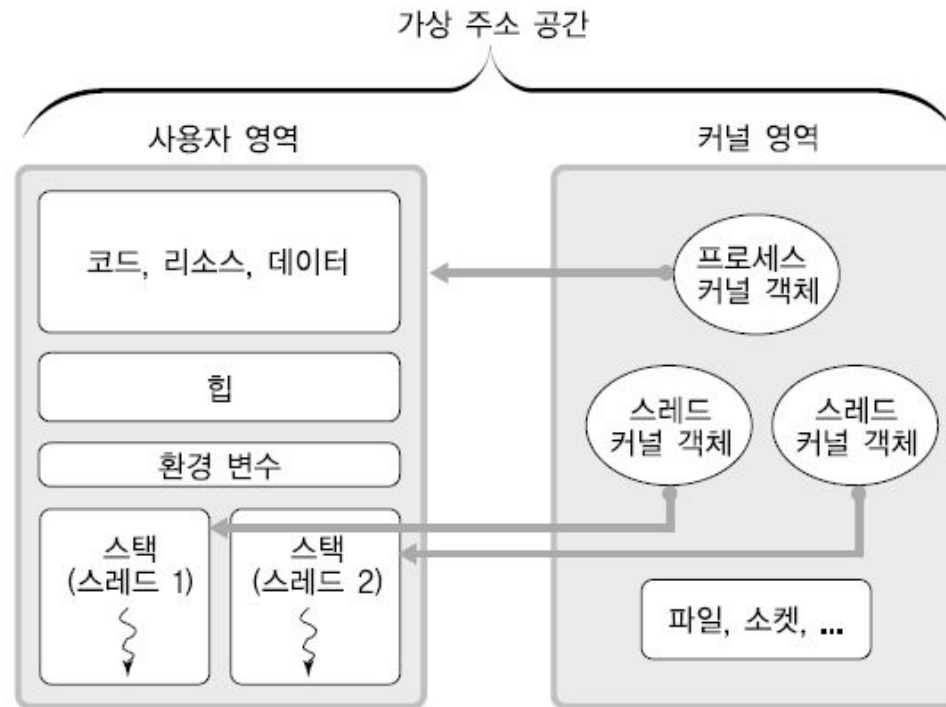 가상 주소 공간
사용자 영역
커널 영역
코드, 리소스, 데이터
힙
환경 변수
스택
(스레드 1)
스택
(스레드 2)
프로세스
커널 객체
스레드
커널 객체
스레드
커널 객체
파일, 소켓, ...